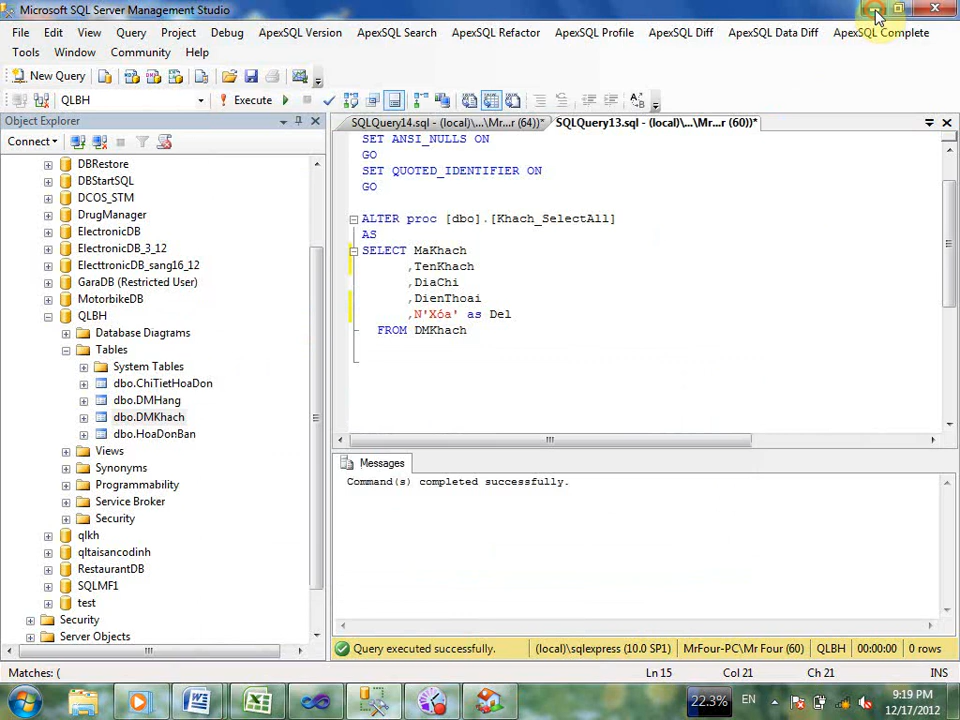 Microsoft SQL Server Management Studio
File Edit View Query Project Debug ApexSQL Version ApexSQL Search ApexSQL Refactor ApexSQL Profile ApexSQL Diff ApexSQL Data Diff ApexSQL Complete
Tools Window Community Help
New Query
QLBH Execute
Object Explorer
SQLQuery14.sql - (local)\...\Mr...r (64))* SQLQuery13.sql - (local)\...\Mr...r (60))*
Connect
DBRestore
DBStartSQL
DCOS_STM
DrugManager
ElectronicDB
ElectronicDB_3_12
ElecttronicDB_sang16_12
GaraDB (Restricted User)
MotorbikeDB
QLBH
Database Diagrams
Tables
System Tables
dbo.ChiTietHoaDon
dbo.DMHang
dbo.DMKhach
dbo.HoaDonBan
Views
Synonyms
Programmability
Service Broker
Security
qlkh
qltaisancodinh
RestaurantDB
SQLMF1
test
Security
Server Objects
SET ANSI_NULLS ON
GO
SET QUOTED_IDENTIFIER ON
GO
ALTER proc [dbo].[Khach_SelectAll]
AS
SELECT MaKhach
,TenKhach
,DiaChi
,DienThoai
,N'Xóa' as Del
FROM DMKhach
Messages
Command(s) completed successfully.
Query executed successfully. (local)\sqlexpress (10.0 SP1) MrFour-PC\Mr Four (60) QLBH 00:00:00 0 rows
Matches: ( Ln 15 Col 21 Ch 21 INS
22.3% EN 9:19 PM
12/17/2012